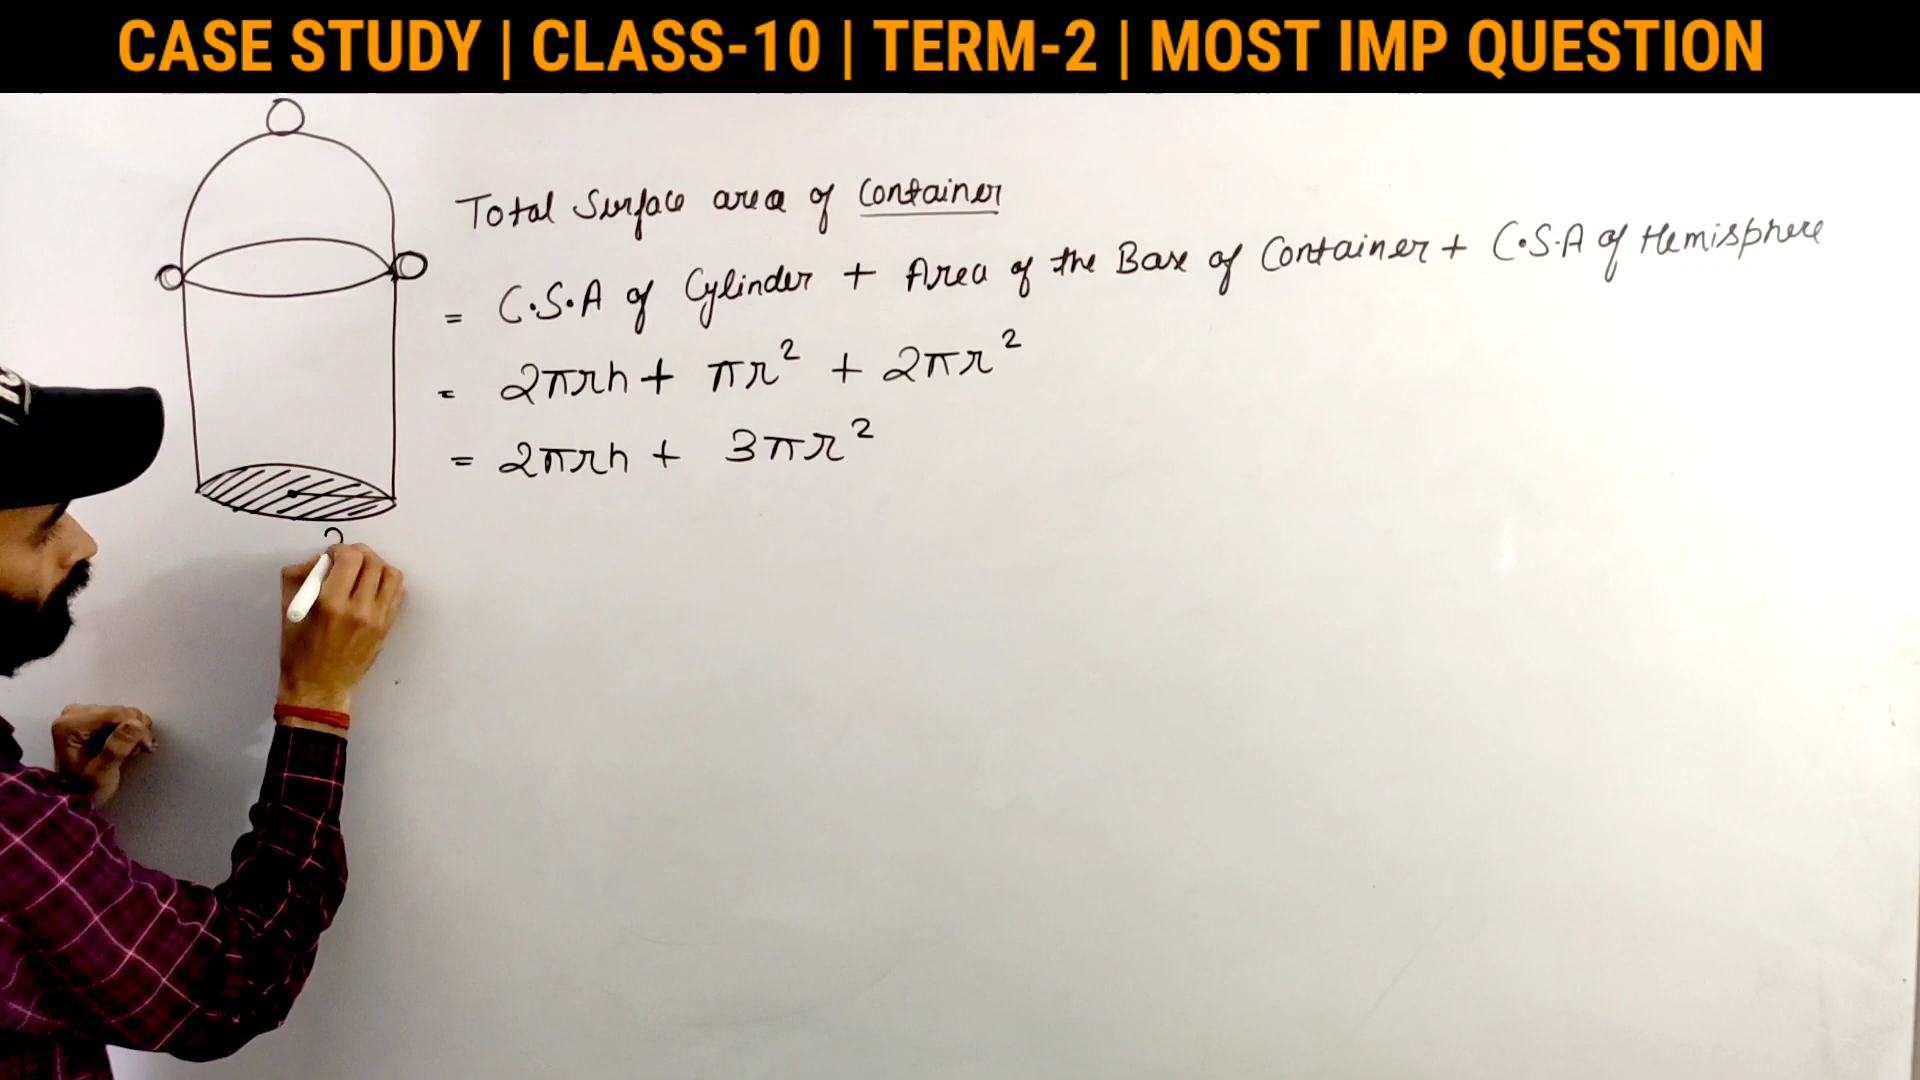 CASE STUDY | CLASS-10 | TERM-2 | MOST IMP QUESTION
Total Surface area of Container
= C.S.A of Cylinder + Area of the Base of Container + C.S.A of Hemisphere
= 2πrh + πr² + 2πr²
= 2πrh + 3πr²